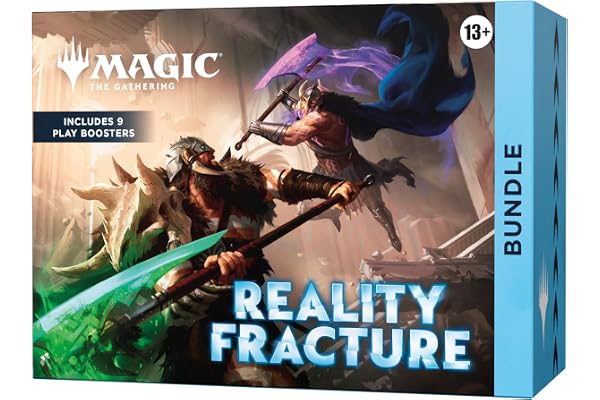 13+
MAGIC
THE GATHERING
INCLUDES 9
PLAY BOOSTERS
BUNDLE
REALITY
FRACTURE